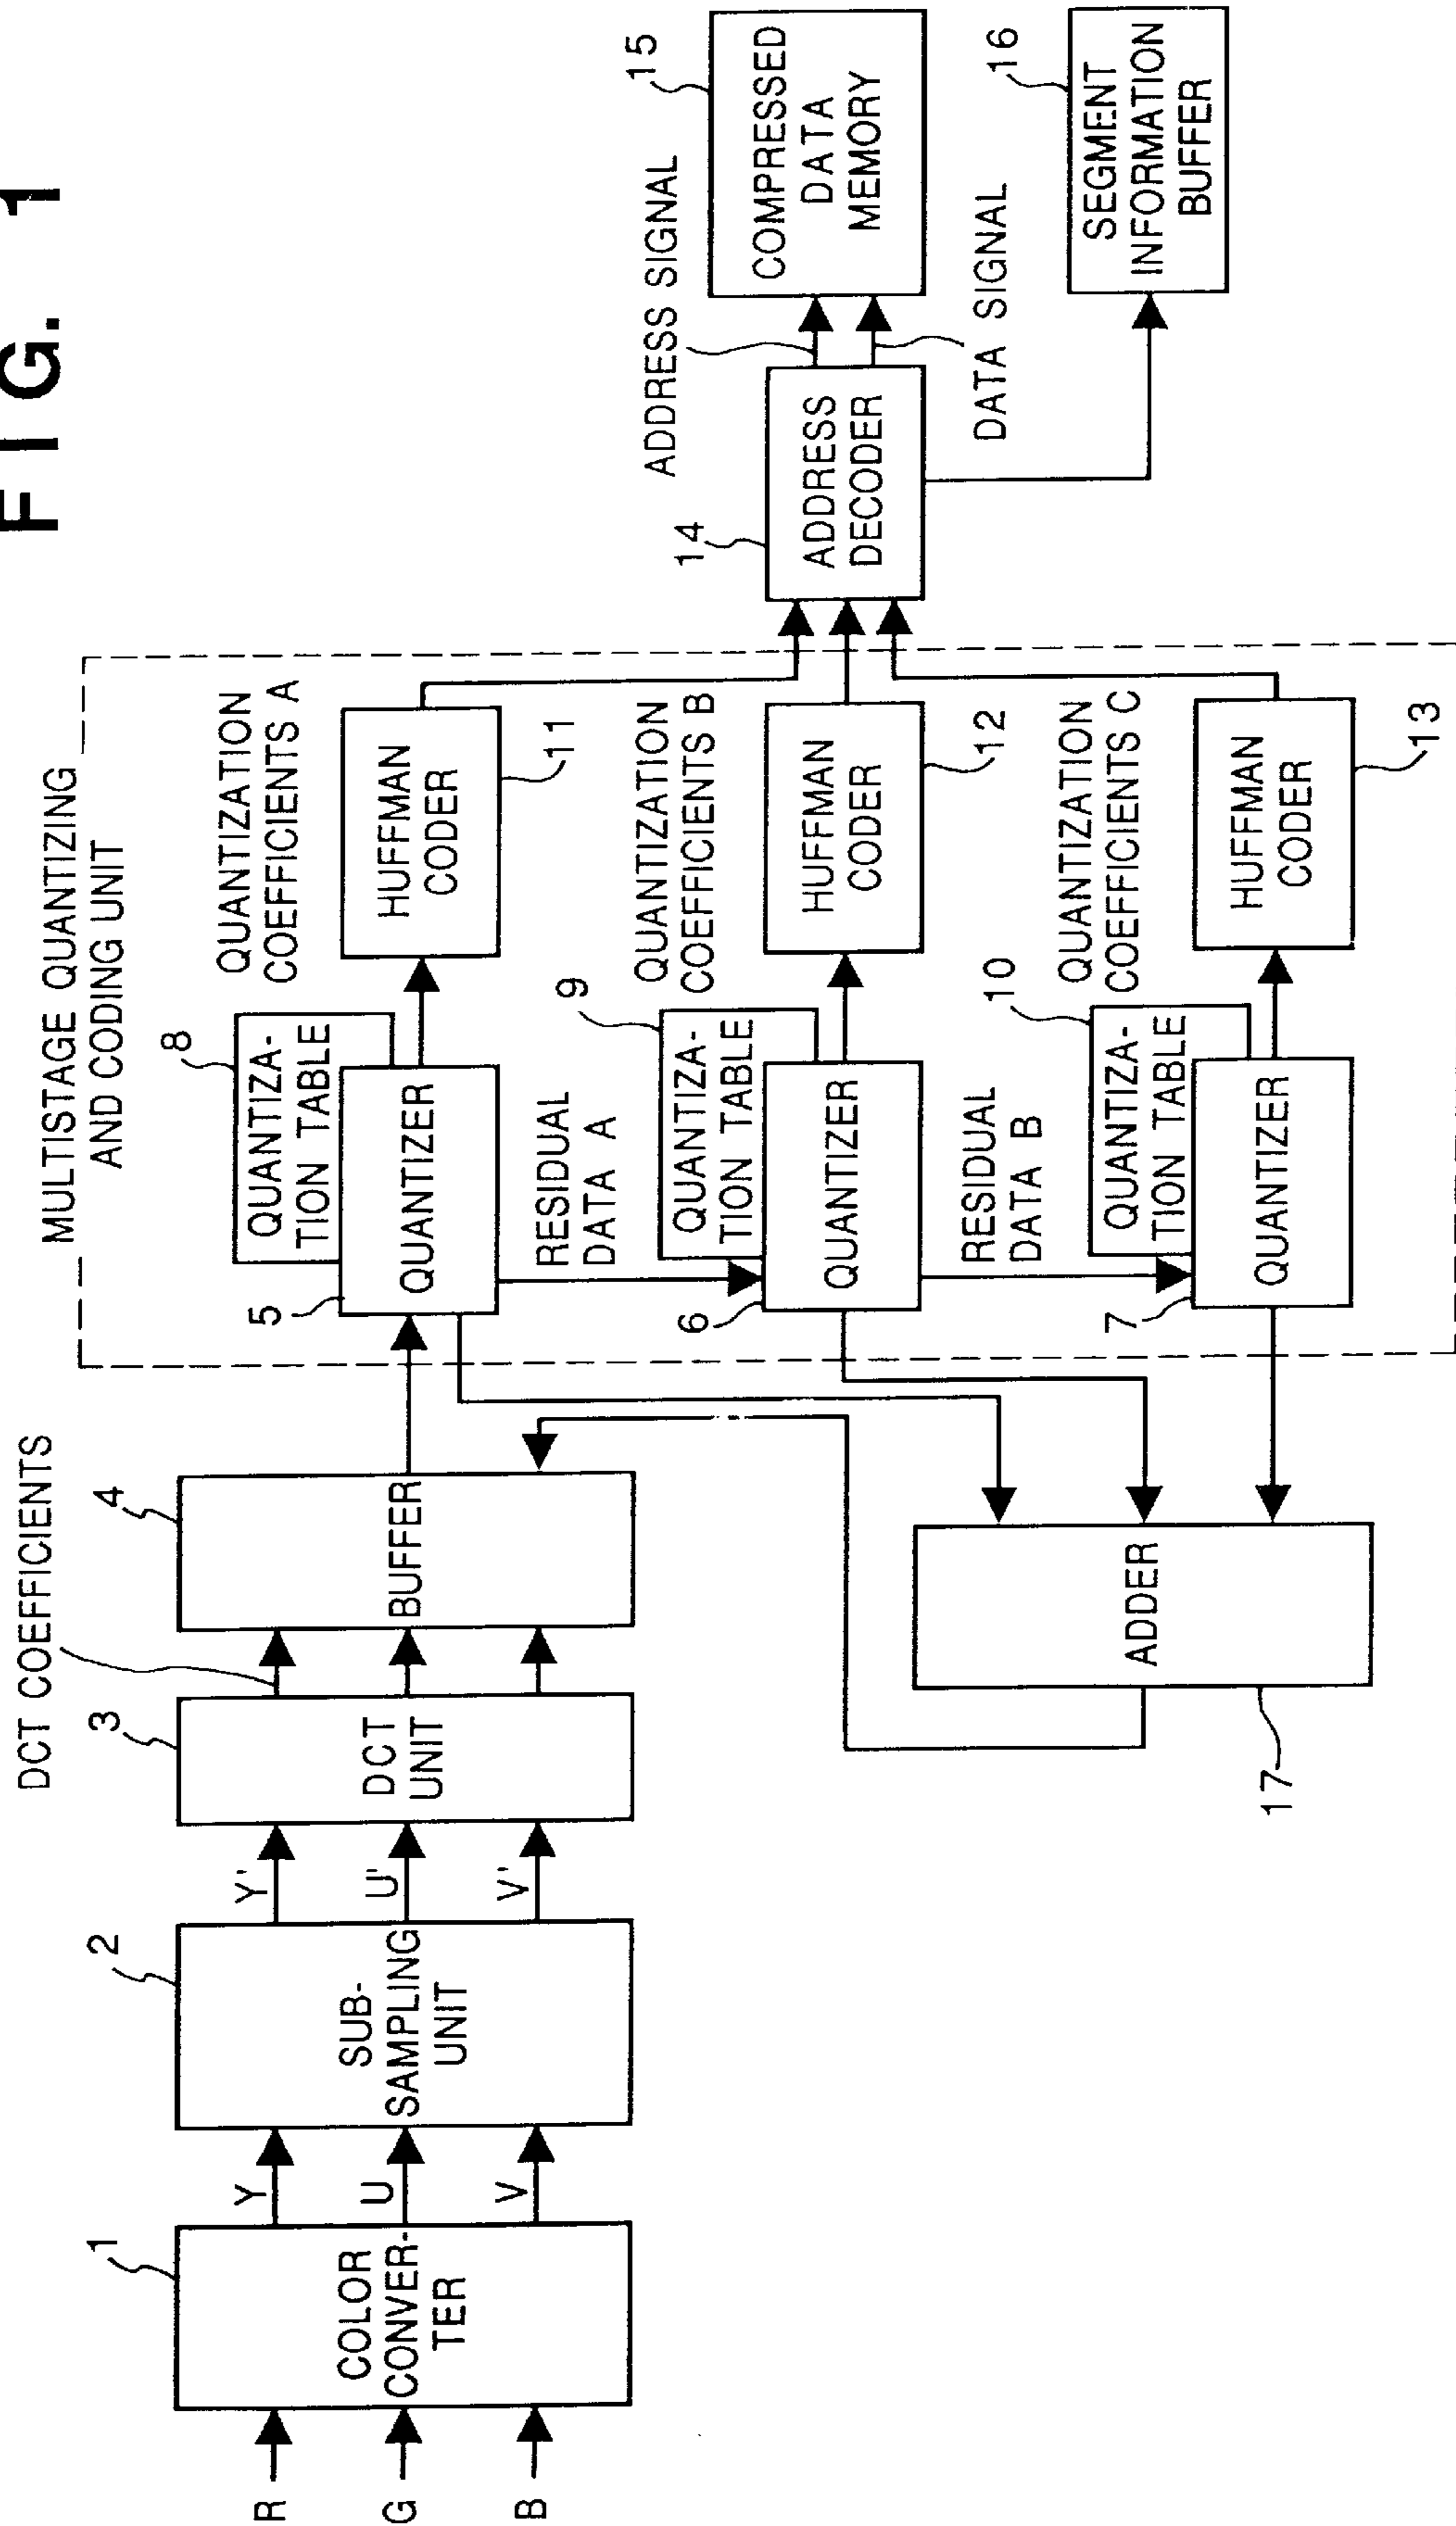 FIG. 1
R
G
B
1
COLOR
CONVER-
TER
Y
U
V
2
SUB-
SAMPLING
UNIT
Y'
U'
V'
3
DCT
UNIT
DCT COEFFICIENTS
4
BUFFER
MULTISTAGE QUANTIZING
AND CODING UNIT
5
QUANTIZER
8
QUANTIZA-
TION TABLE
QUANTIZATION
COEFFICIENTS A
HUFFMAN
CODER
11
RESIDUAL
DATA A
6
QUANTIZER
9
QUANTIZA-
TION TABLE
QUANTIZATION
COEFFICIENTS B
HUFFMAN
CODER
12
RESIDUAL
DATA B
7
QUANTIZER
10
QUANTIZA-
TION TABLE
QUANTIZATION
COEFFICIENTS C
HUFFMAN
CODER
13
14
ADDRESS
DECODER
ADDRESS SIGNAL
DATA SIGNAL
15
COMPRESSED
DATA
MEMORY
16
SEGMENT
INFORMATION
BUFFER
ADDER
17